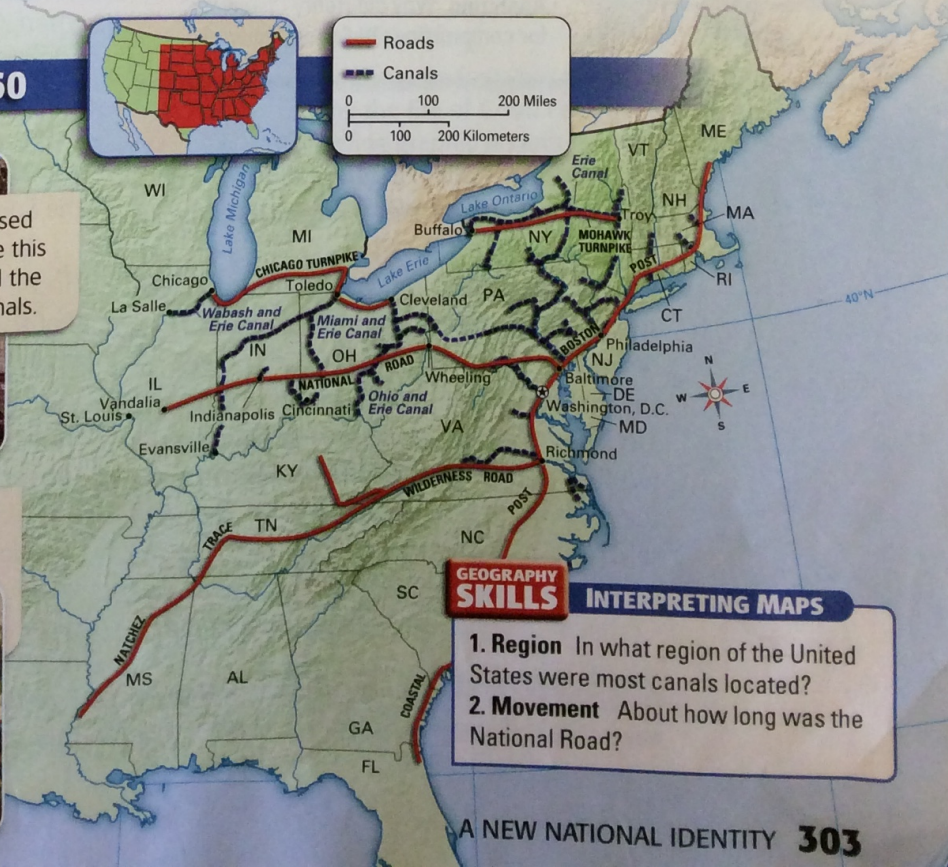 50
Roads
Canals
0 100 200 Miles
0 100 200 Kilometers
sed
e this
l the
nals.
ME
VT
NH
Erie
Canal
Lake Ontario
Troy
MA
WI
Lake Michigan
MI
Buffalo
NY
MOHAWK
TURNPIKE
RI
CHICAGO TURNPIKE
Lake Erie
POST
Chicago
Toledo
Cleveland
PA
CT
40°N
La Salle
Wabash and
Erie Canal
Miami and
Erie Canal
IN
OH
ROAD
BOSTON
Philadelphia
NJ
N
W E
S
IL
NATIONAL
Wheeling
Baltimore
DE
Vandalia
St. Louis
Indianapolis
Cincinnati
Ohio and
Erie Canal
Washington, D.C.
MD
Evansville
VA
Richmond
KY
WILDERNESS ROAD
POST
TRACE
TN
NC
SC
NATCHEZ
MS
AL
GA
COASTAL
FL
GEOGRAPHY
SKILLS
INTERPRETING MAPS
1. Region In what region of the United
States were most canals located?
2. Movement About how long was the
National Road?
A NEW NATIONAL IDENTITY 303